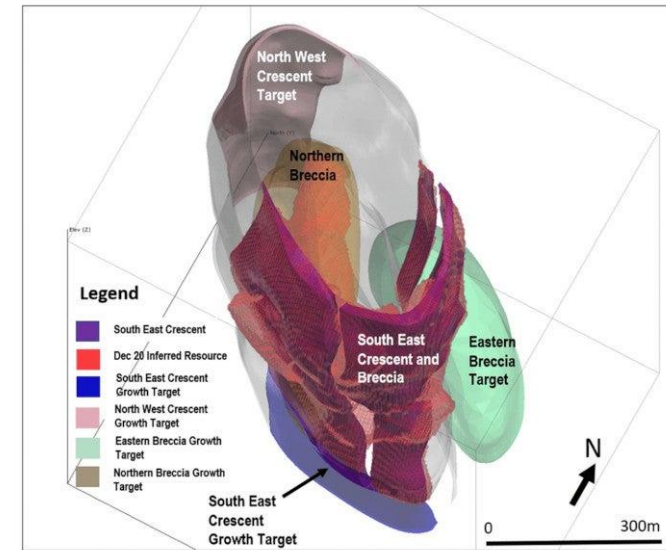 North West
Crescent
Target
North (Y)
Northern
Breccia
Elev (Z)
Legend
South East Crescent
Dec 20 Inferred Resource
South East Crescent
Growth Target
North West Crescent
Growth Target
Eastern Breccia Growth
Target
Northern Breccia Growth
Target
South East
Crescent and
Breccia
Eastern
Breccia
Target
South East
Crescent
Growth Target
N
0
300m